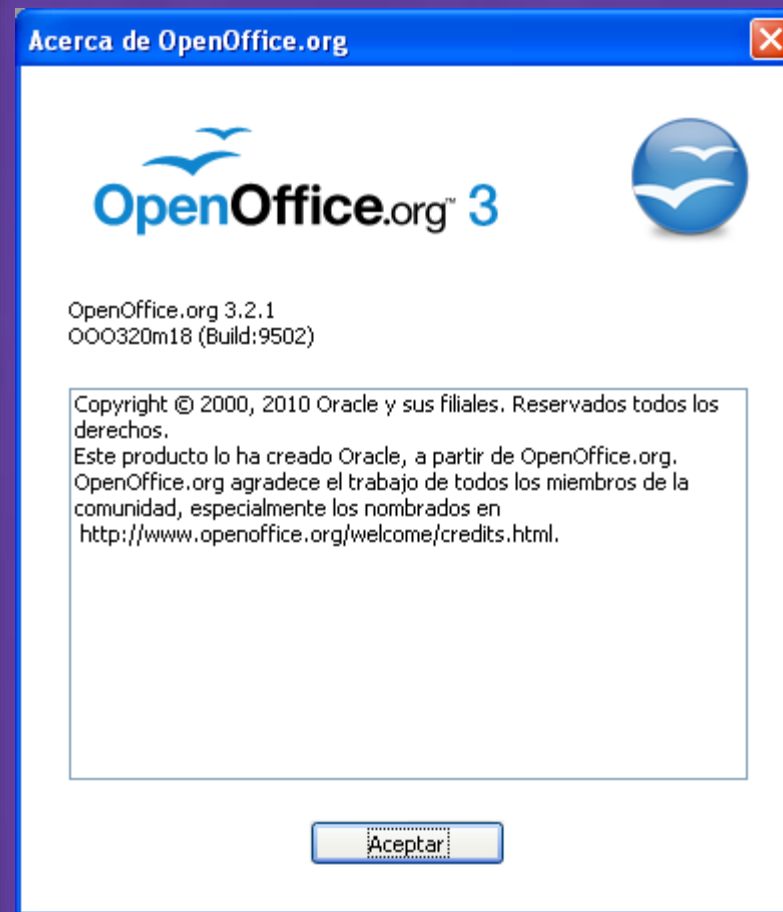 Acerca de OpenOffice.org
OpenOffice.org™ 3
OpenOffice.org 3.2.1
OOO320m18 (Build:9502)
Copyright © 2000, 2010 Oracle y sus filiales. Reservados todos los
derechos.
Este producto lo ha creado Oracle, a partir de OpenOffice.org.
OpenOffice.org agradece el trabajo de todos los miembros de la
comunidad, especialmente los nombrados en
http://www.openoffice.org/welcome/credits.html.
Aceptar